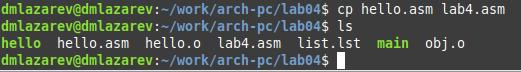 dmlazarev@dmlazarev:~/work/arch-pc/lab04$ cp hello.asm lab4.asm
dmlazarev@dmlazarev:~/work/arch-pc/lab04$ ls
hello  hello.asm  hello.o  lab4.asm  list.lst  main  obj.o
dmlazarev@dmlazarev:~/work/arch-pc/lab04$